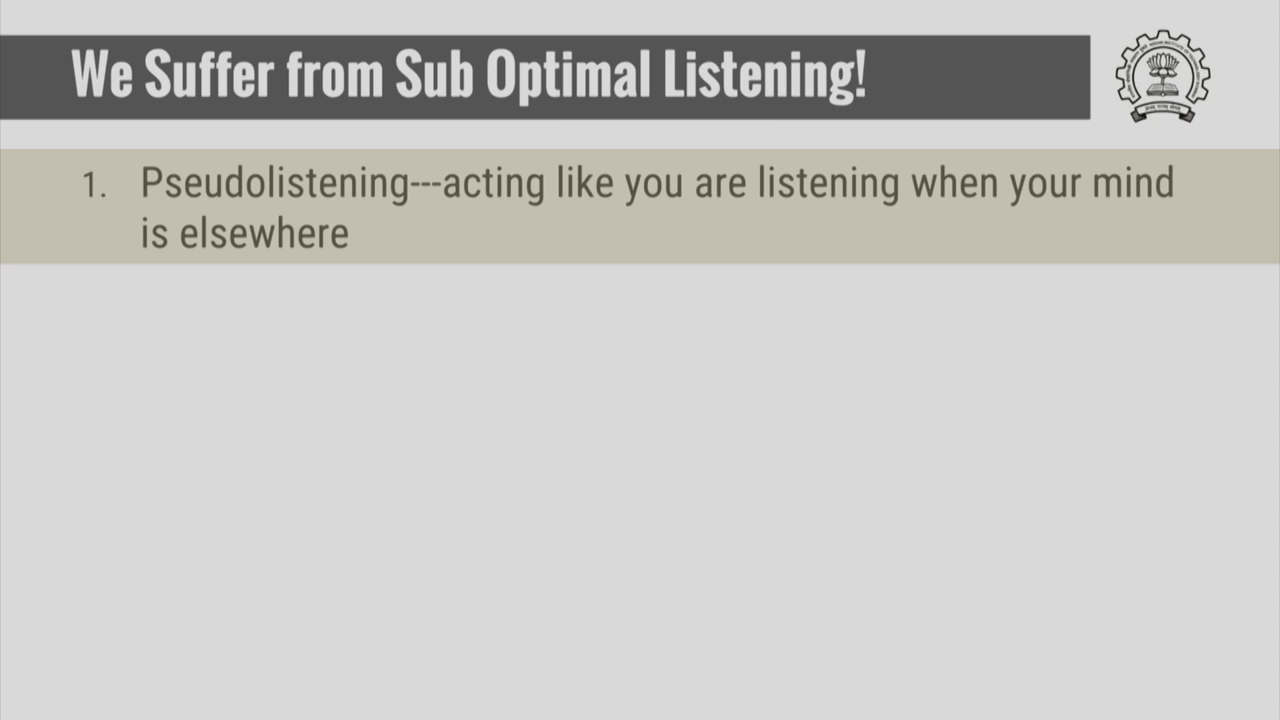 We Suffer from Sub Optimal Listening!
1. Pseudolistening---acting like you are listening when your mind
is elsewhere